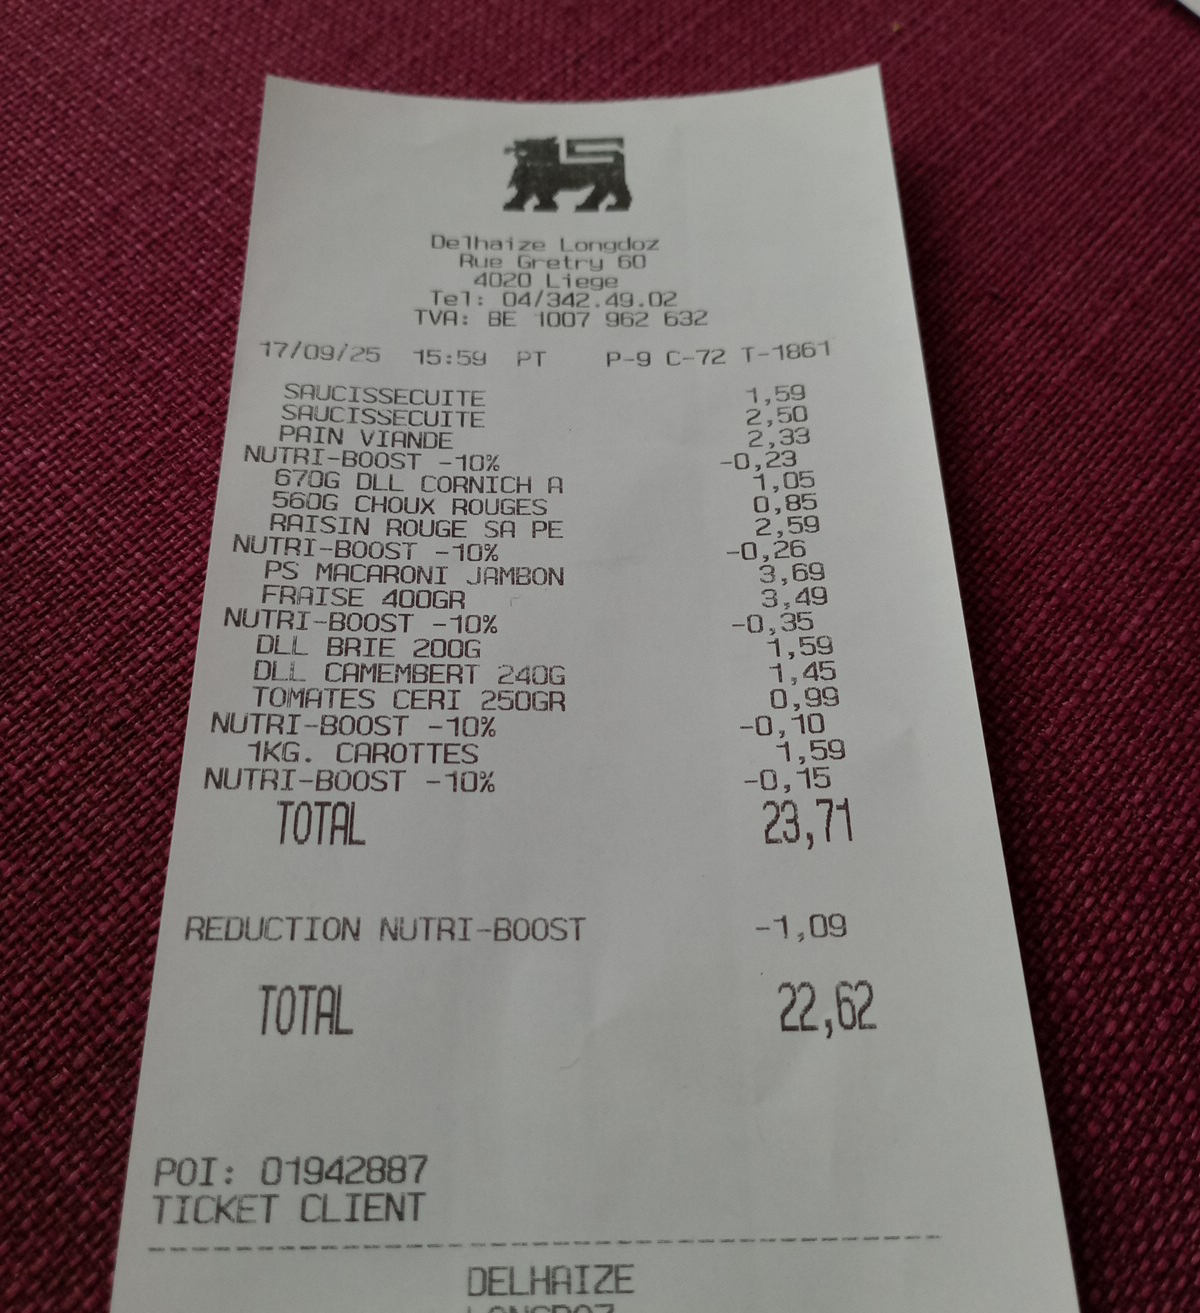 Delhaize Longdoz
Rue Gretry 60
4020 Liege
Tel: 04/342.49.02
TVA: BE 1007 962 632
17/09/25 15:59 PT P-9 C-72 T-1861
SAUCISSECUITE 1,59
SAUCISSECUITE 2,50
PAIN VIANDE 2,33
NUTRI-BOOST -10% -0,23
670G DLL CORNICH A 1,05
560G CHOUX ROUGES 0,85
RAISIN ROUGE SA PE 2,59
NUTRI-BOOST -10% -0,26
PS MACARONI JAMBON 3,69
FRAISE 400GR 3,49
NUTRI-BOOST -10% -0,35
DLL BRIE 200G 1,59
DLL CAMEMBERT 240G 1,45
TOMATES CERI 250GR 0,99
NUTRI-BOOST -10% -0,10
1KG. CAROTTES 1,59
NUTRI-BOOST -10% -0,15
TOTAL 23,71
REDUCTION NUTRI-BOOST -1,09
TOTAL 22,62
POI: 01942887
TICKET CLIENT
DELHAIZE
LONGDOZ